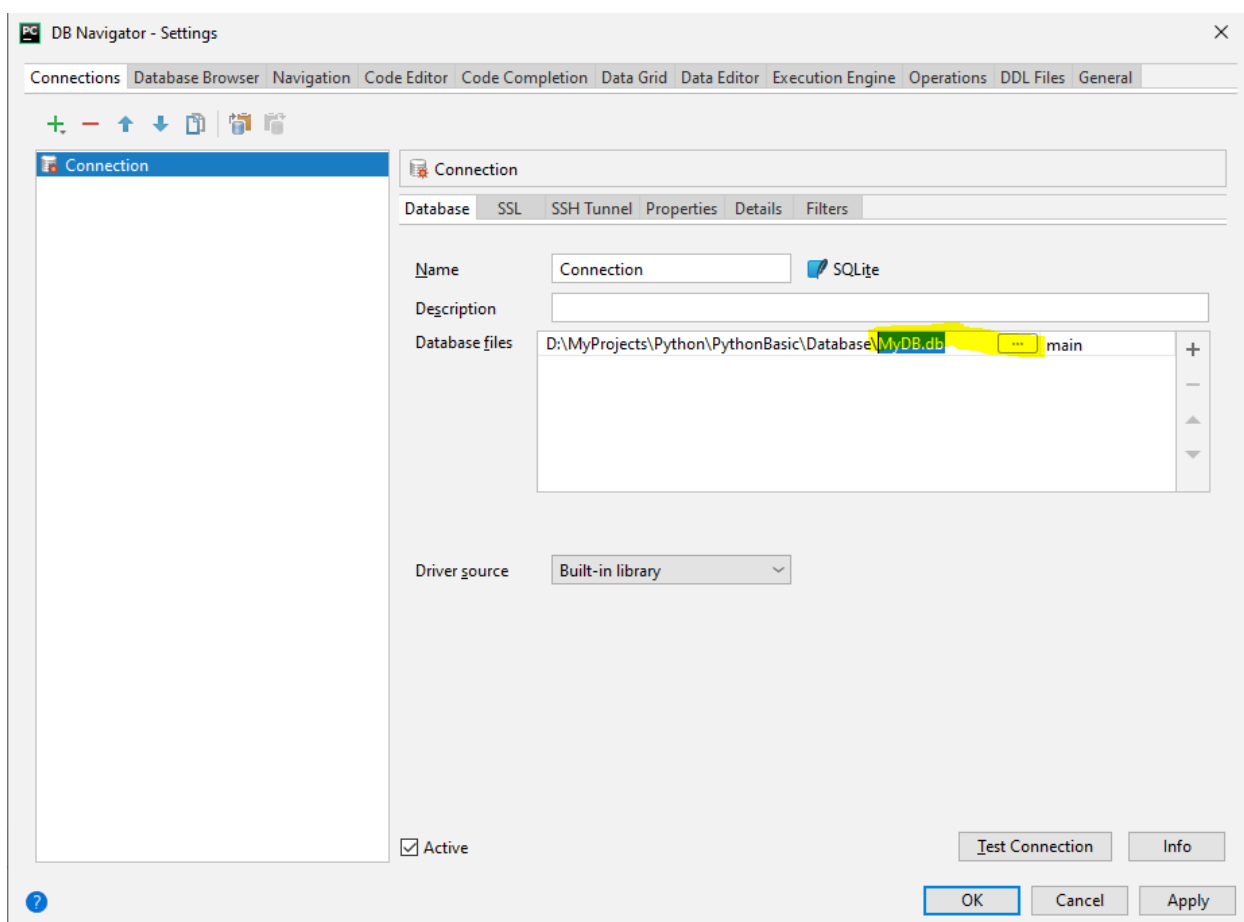 PC DB Navigator - Settings
Connections Database Browser Navigation Code Editor Code Completion Data Grid Data Editor Execution Engine Operations DDL Files General
Connection
Connection
Database SSL SSH Tunnel Properties Details Filters
Name Connection SQLite
Description
Database files D:\MyProjects\Python\PythonBasic\Database\MyDB.db ... main
Driver source Built-in library
Active Test Connection Info
? OK Cancel Apply